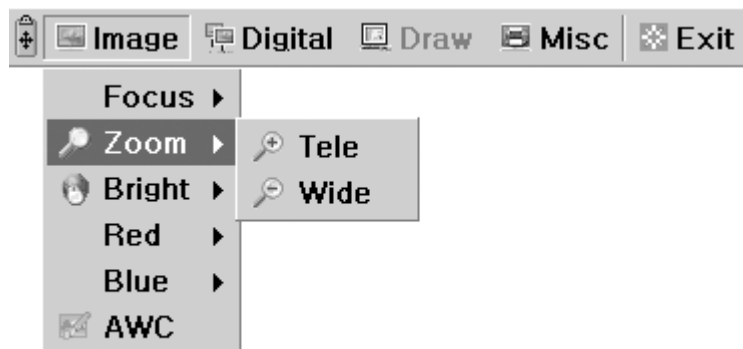 Image Digital Draw Misc Exit
Focus
Zoom
Tele
Bright
Wide
Red
Blue
AWC